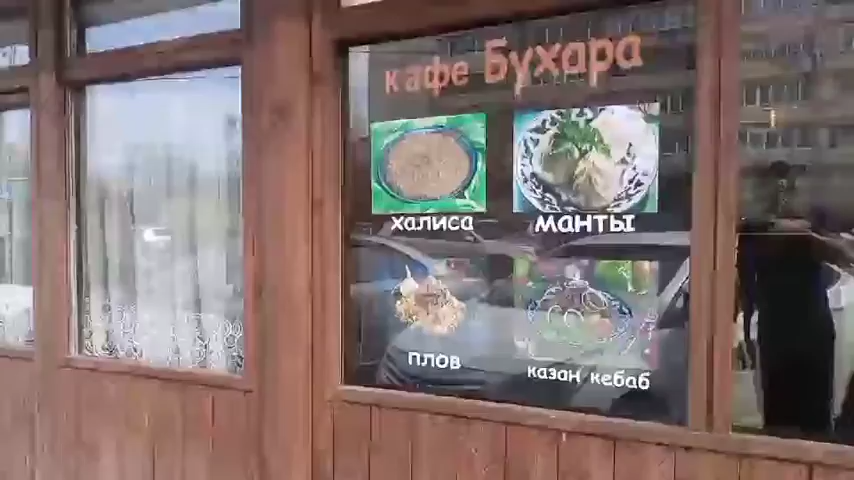 кафе Бухара
халиса
манты
плов
казан кебаб